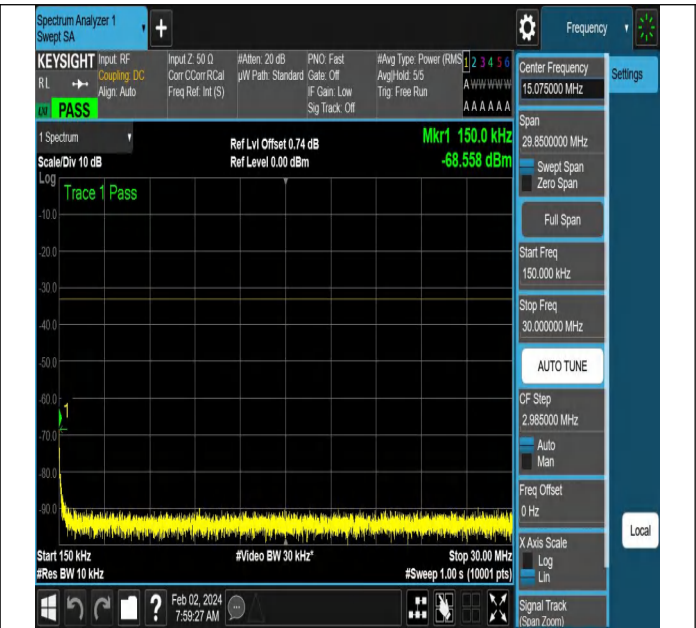 Spectrum Analyzer 1
Swept SA
+
Frequency
KEYSIGHT
RL
PASS
Input: RF
Coupling: DC
Align: Auto
Input Z: 50 Ω
Corr CCorr RCal
Freq Ref: Int (S)
#Atten: 20 dB
µW Path: Standard
PNO: Fast
Gate: Off
IF Gain: Low
Sig Track: Off
#Avg Type: Power (RMS
Avg|Hold: 5/5
Trig: Free Run
1 2 3 4 5 6
A W W W W W
A A A A A A
1 Spectrum
Scale/Div 10 dB
Ref Lvl Offset 0.74 dB
Ref Level 0.00 dBm
Mkr1 150.0 kHz
-68.558 dBm
Log
Trace 1 Pass
-10.0
-20.0
-30.0
-40.0
-50.0
-60.0
1
-70.0
-80.0
-90.0
Start 150 kHz
#Video BW 30 kHz*
Stop 30.00 MHz
#Res BW 10 kHz
#Sweep 1.00 s (10001 pts)
?
Feb 02, 2024
7:59:27 AM
Center Frequency
15.075000 MHz
Settings
Span
29.8500000 MHz
Swept Span
Zero Span
Full Span
Start Freq
150.000 kHz
Stop Freq
30.000000 MHz
AUTO TUNE
CF Step
2.985000 MHz
Auto
Man
Freq Offset
0 Hz
X Axis Scale
Log
Lin
Local
Signal Track
(Span Zoom)